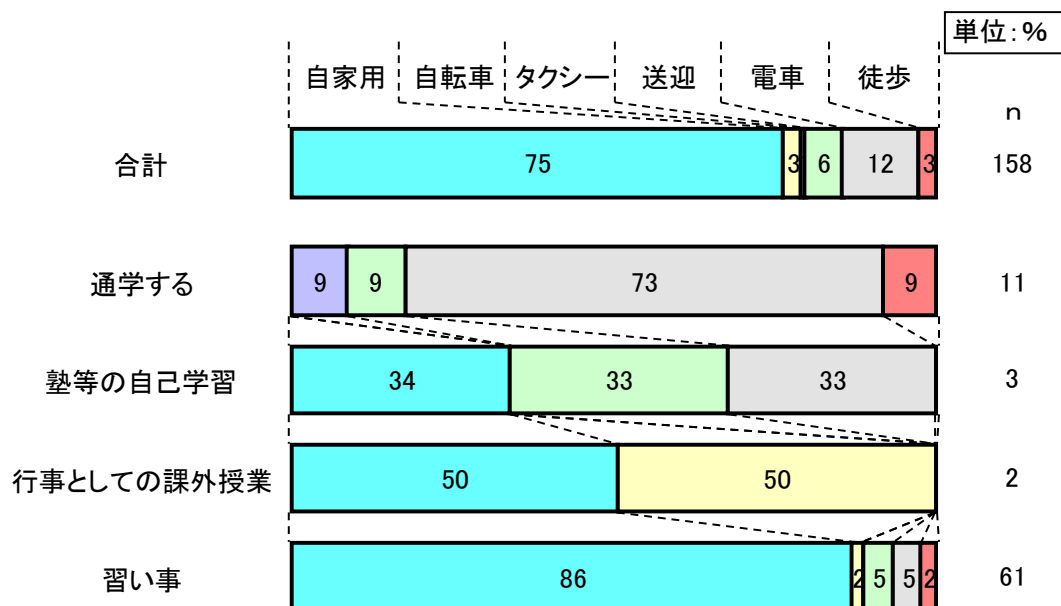 単位:%
自家用 自転車 タクシー 送迎 電車 徒歩
n
合計 75 3 6 12 3 158
通学する 9 9 73 9 11
塾等の自己学習 34 33 33 3
行事としての課外授業 50 50 2
習い事 86 2 5 5 2 61